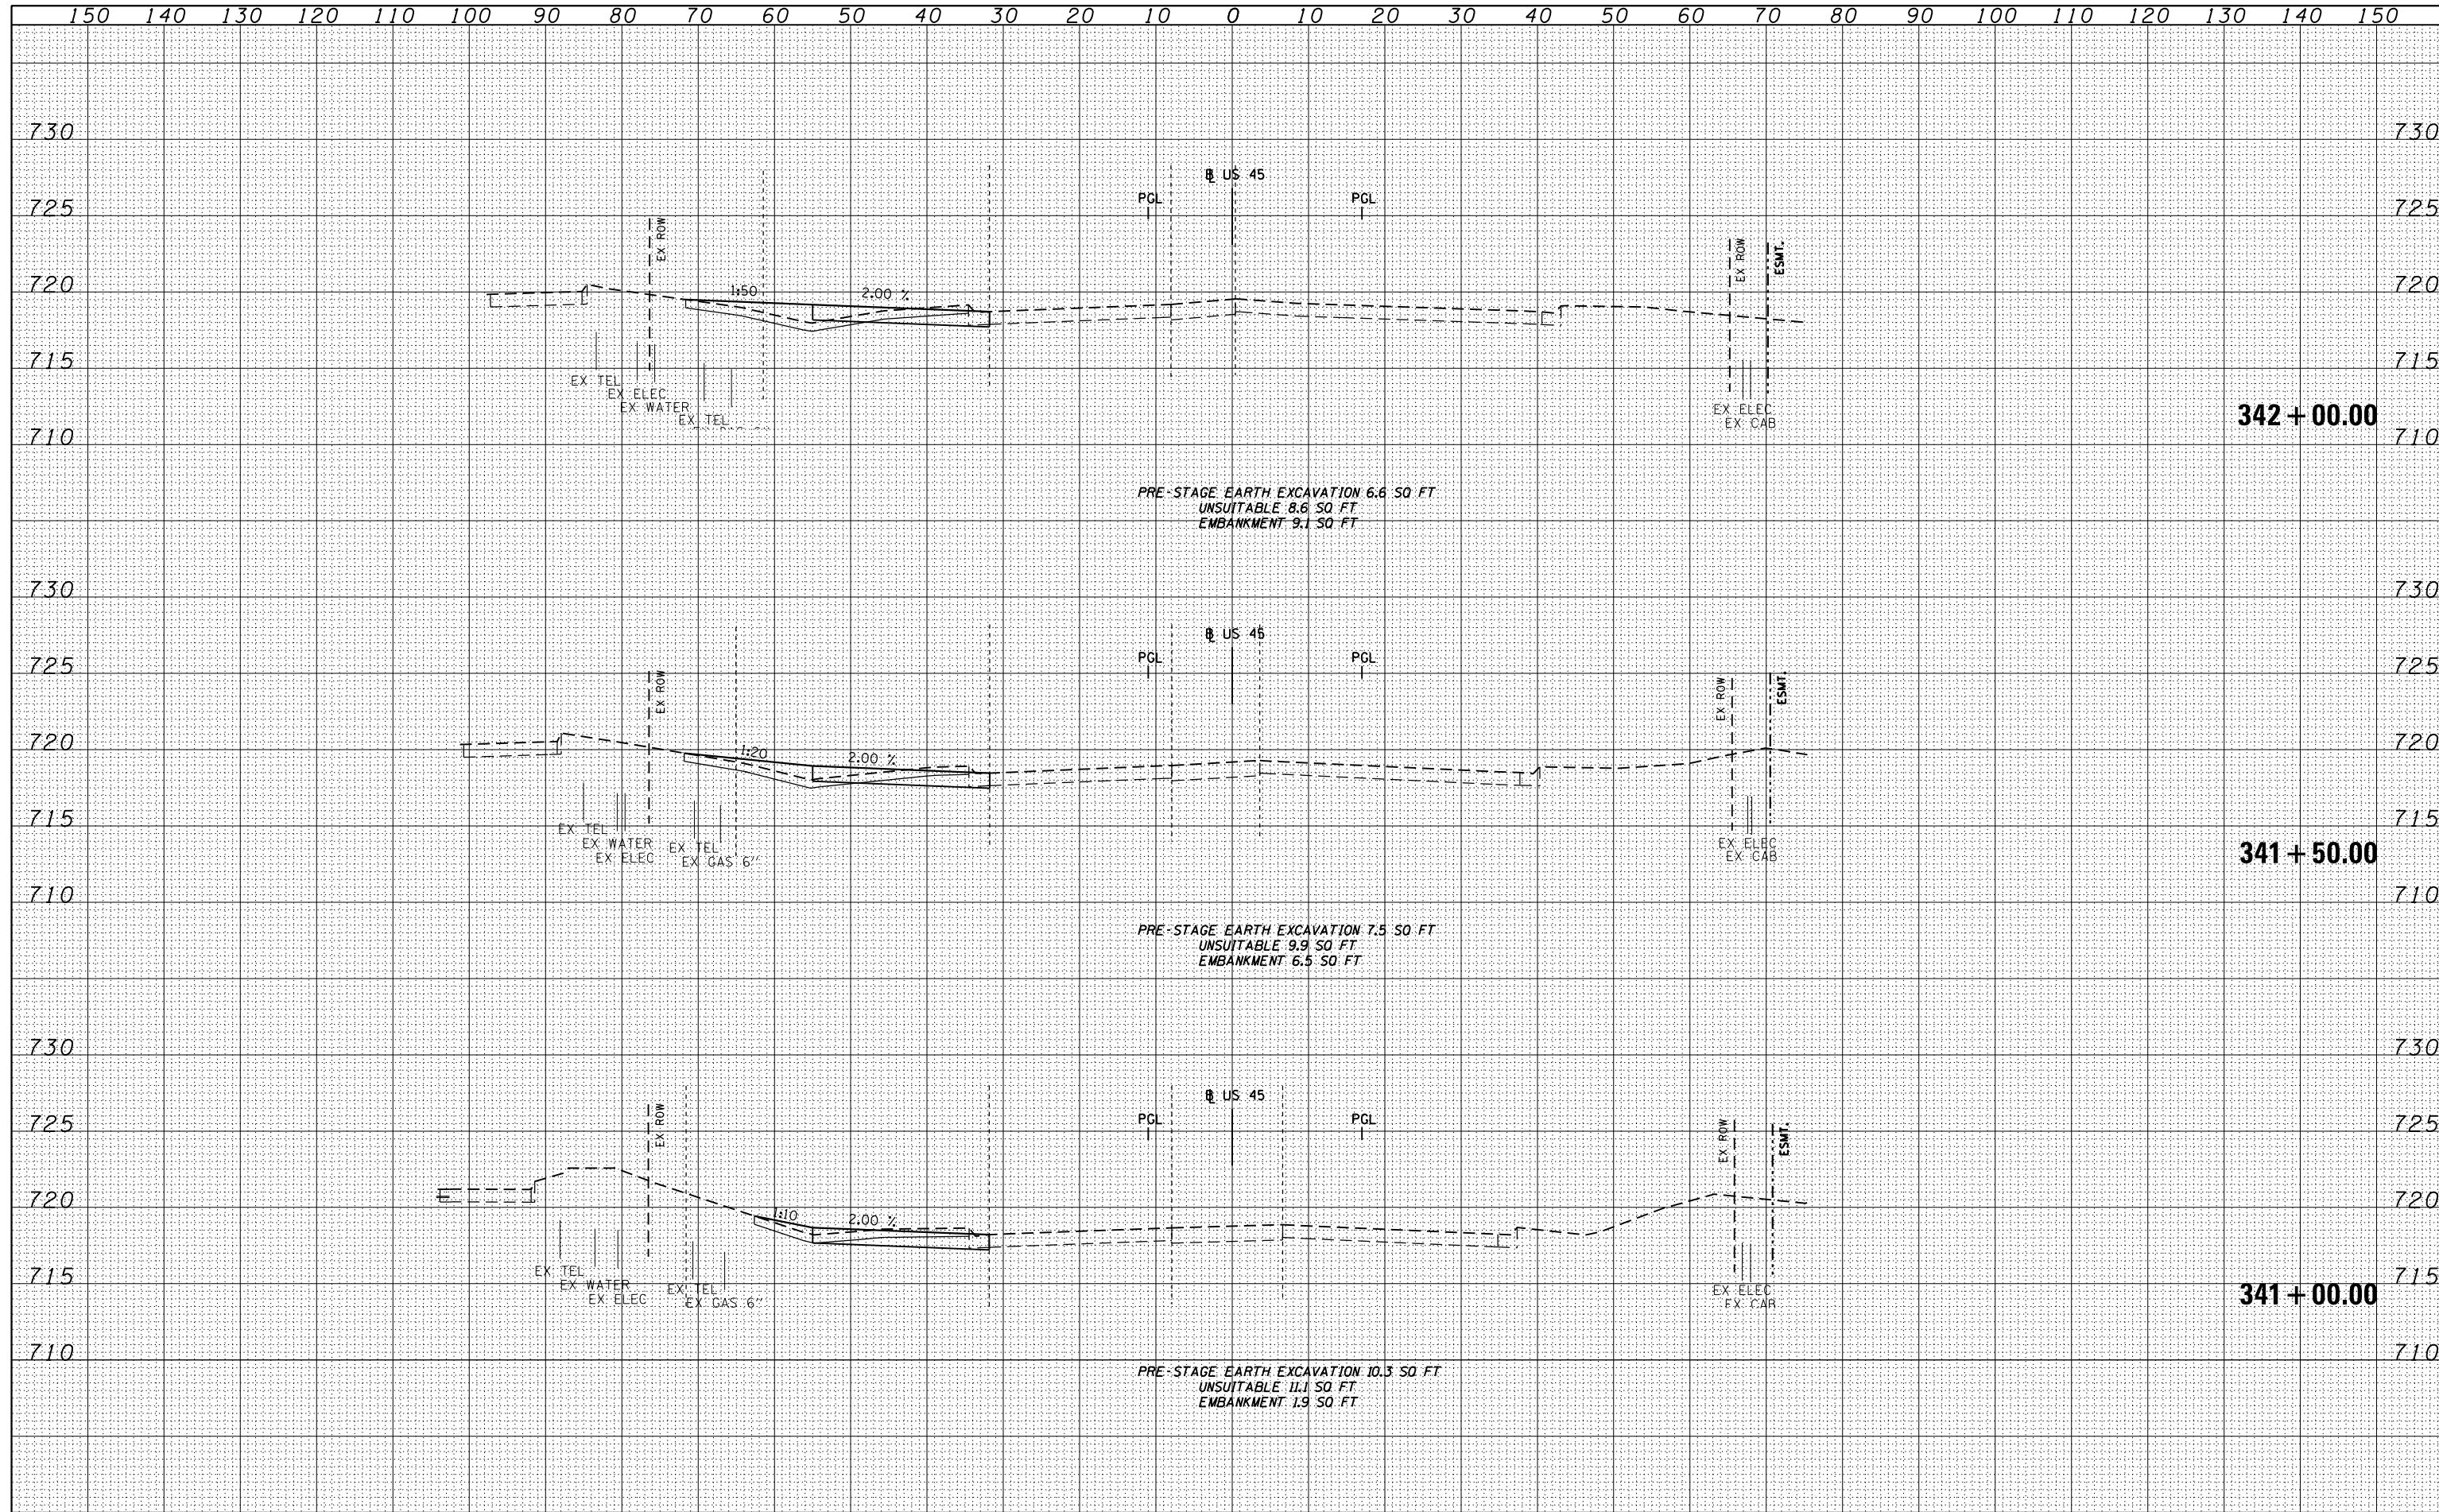 150 140 130 120 110 100 90 80 70 60 50 40 30 20 10 0 10 20 30 40 50 60 70 80 90 100 110 120 130 140 150
730 730
℄ US 45
PGL PGL
725 725
EX ROW
EX ROW
ESMT.
720 720
1:50 2.00 %
715 715
EX TEL
EX ELEC
EX WATER
EX TEL
EX ELEC
EX CAB
342 + 00.00
710 710
PRE-STAGE EARTH EXCAVATION 6.6 SQ FT
UNSUITABLE 8.6 SQ FT
EMBANKMENT 9.1 SQ FT
730 730
℄ US 45
PGL PGL
725 725
EX ROW
EX ROW
ESMT.
720 720
1:20 2.00 %
715 715
EX TEL
EX WATER
EX ELEC
EX TEL
EX GAS 6"
EX ELEC
EX CAB
341 + 50.00
710 710
PRE-STAGE EARTH EXCAVATION 7.5 SQ FT
UNSUITABLE 9.9 SQ FT
EMBANKMENT 6.5 SQ FT
730 730
℄ US 45
PGL PGL
725 725
EX ROW
EX ROW
ESMT.
720 720
1:10 2.00 %
715 715
EX TEL
EX WATER
EX ELEC
EX TEL
EX GAS 6"
EX ELEC
EX CAB
341 + 00.00
710 710
PRE-STAGE EARTH EXCAVATION 10.3 SQ FT
UNSUITABLE 11.1 SQ FT
EMBANKMENT 1.9 SQ FT